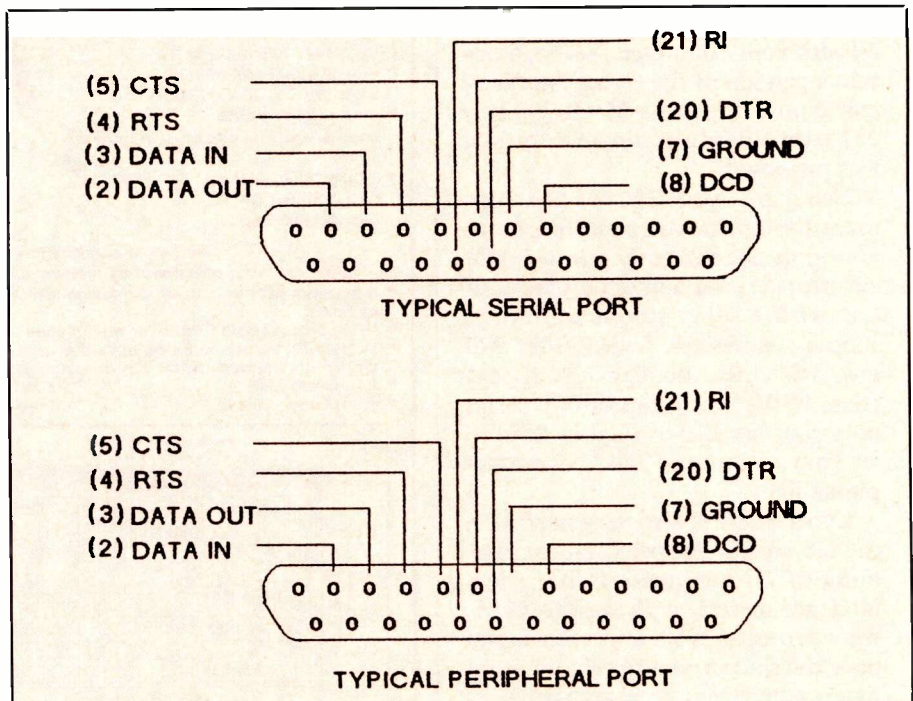 (21) RI
(5) CTS
(20) DTR
(4) RTS
(7) GROUND
(3) DATA IN
(8) DCD
(2) DATA OUT
TYPICAL SERIAL PORT
(21) RI
(5) CTS
(20) DTR
(4) RTS
(7) GROUND
(3) DATA OUT
(8) DCD
(2) DATA IN
TYPICAL PERIPHERAL PORT